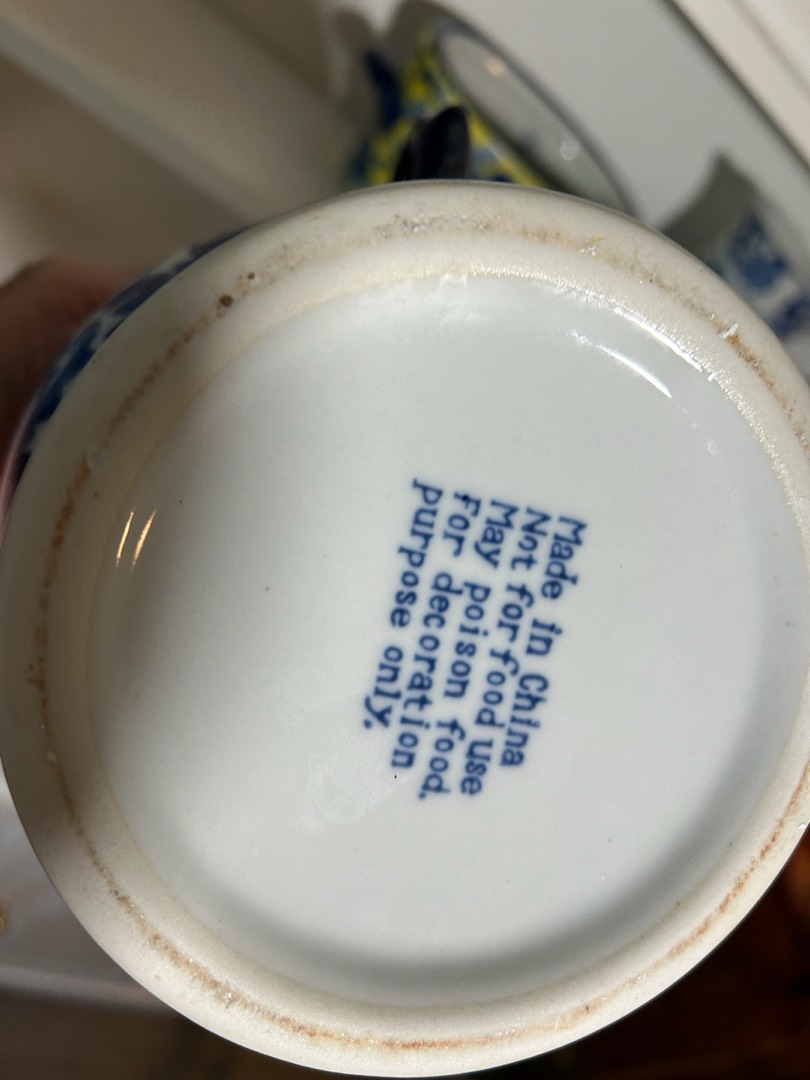 Made in China
Not for food use
May poison food.
For decoration
purpose only.